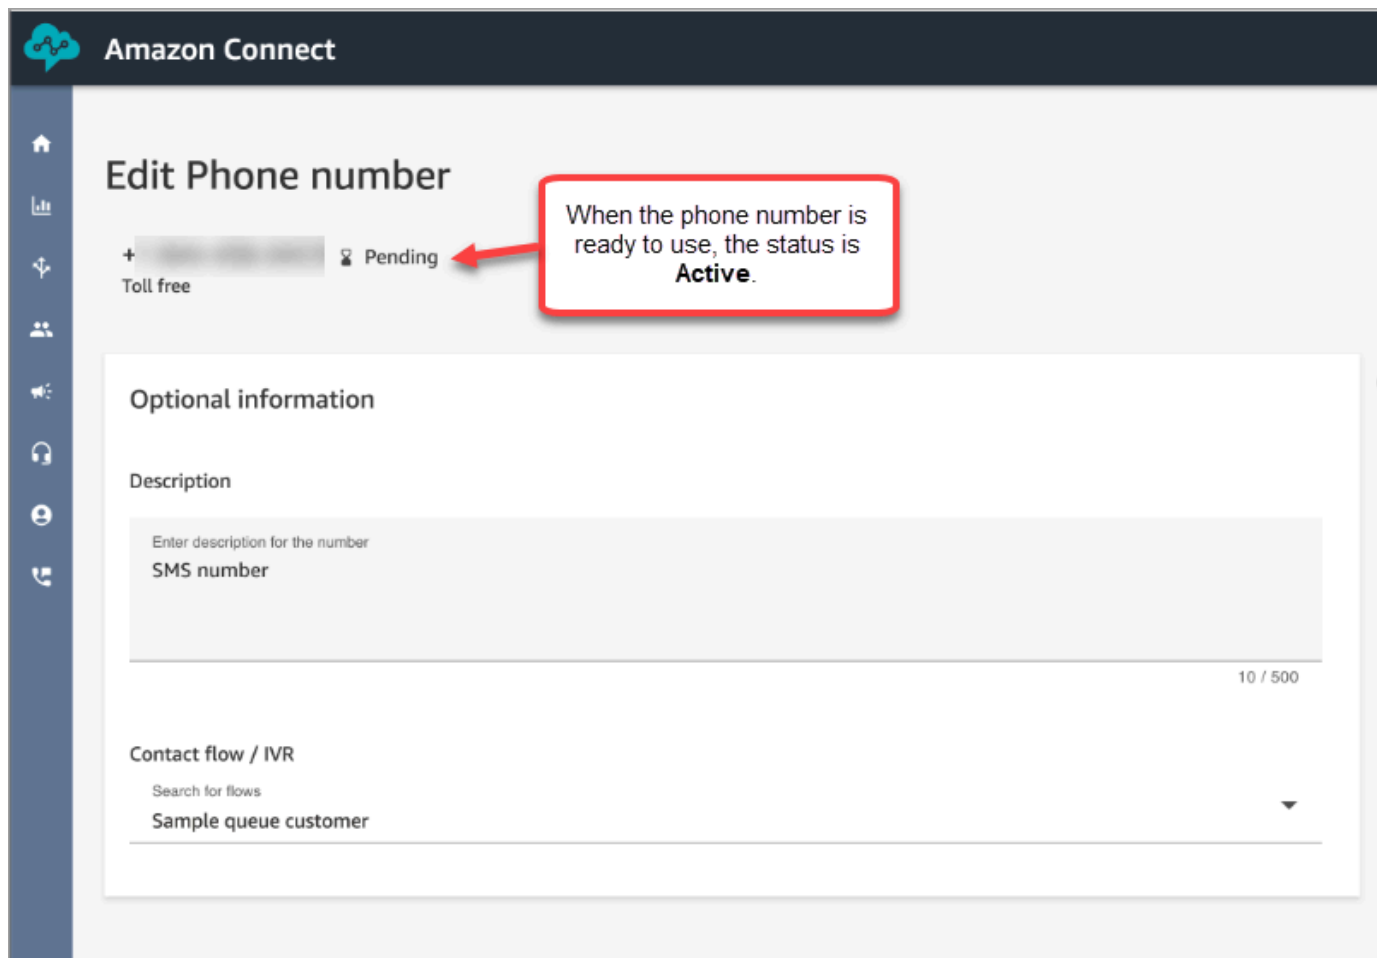 Amazon Connect
Edit Phone number
+
Pending
Toll free
When the phone number is
ready to use, the status is
Active.
Optional information
Description
Enter description for the number
SMS number
10 / 500
Contact flow / IVR
Search for flows
Sample queue customer